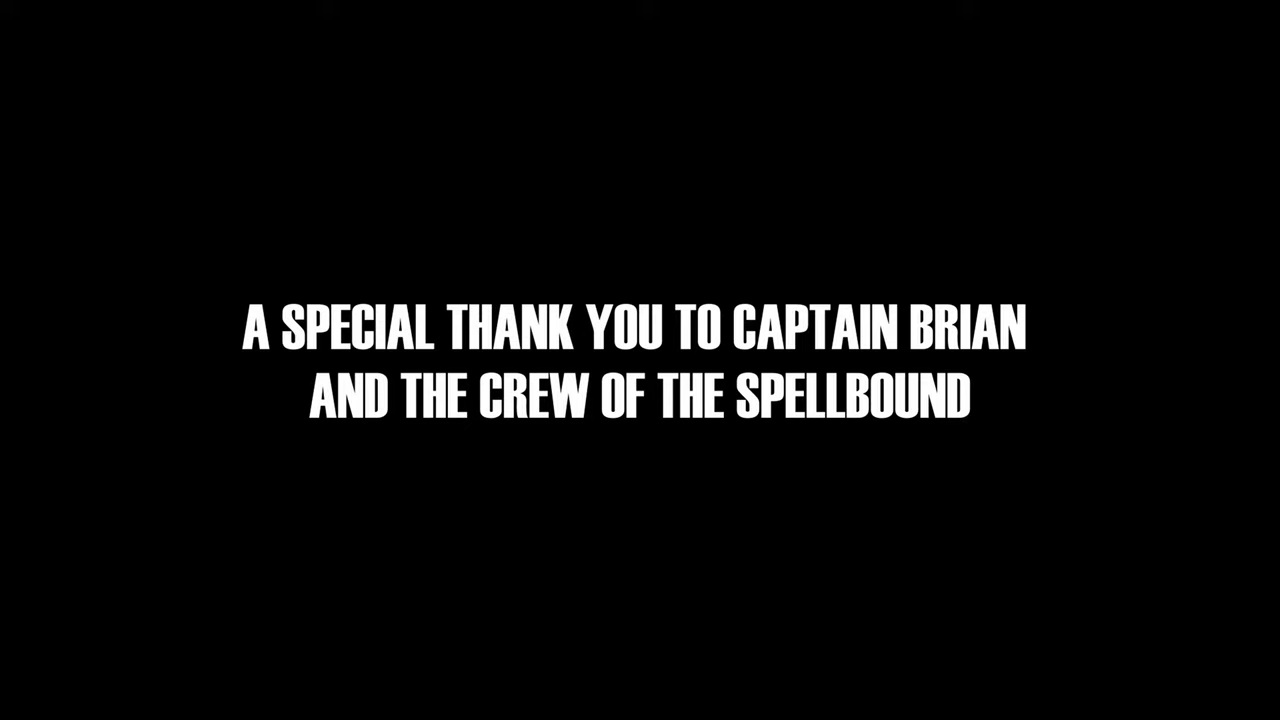 A SPECIAL THANK YOU TO CAPTAIN BRIAN
AND THE CREW OF THE SPELLBOUND